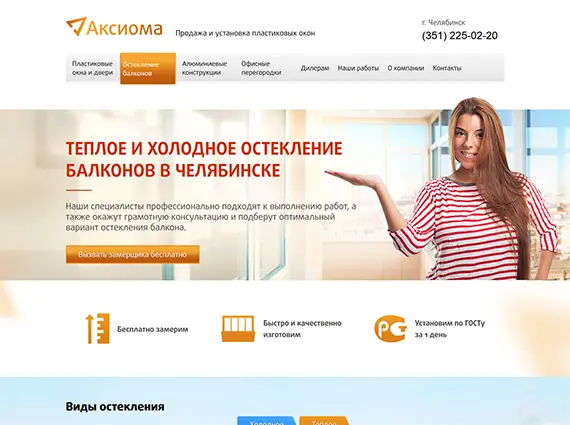 Аксиома
Продажа и установка пластиковых окон
г. Челябинск
(351) 225-02-20
Пластиковые
окна и двери
Остекление
балконов
Алюминиевые
конструкции
Офисные
перегородки
Дилерам
Наши работы
О компании
Контакты
ТЕПЛОЕ И ХОЛОДНОЕ ОСТЕКЛЕНИЕ
БАЛКОНОВ В ЧЕЛЯБИНСКЕ
Наши специалисты профессионально подходят к выполнению работ, а
также окажут грамотную консультацию и подберут оптимальный
вариант остекления балкона.
Вызвать замерщика бесплатно
Бесплатно замерим
Быстро и качественно
изготовим
РСТ
Установим по ГОСТу
за 1 день
Виды остекления
Холодное
Теплое